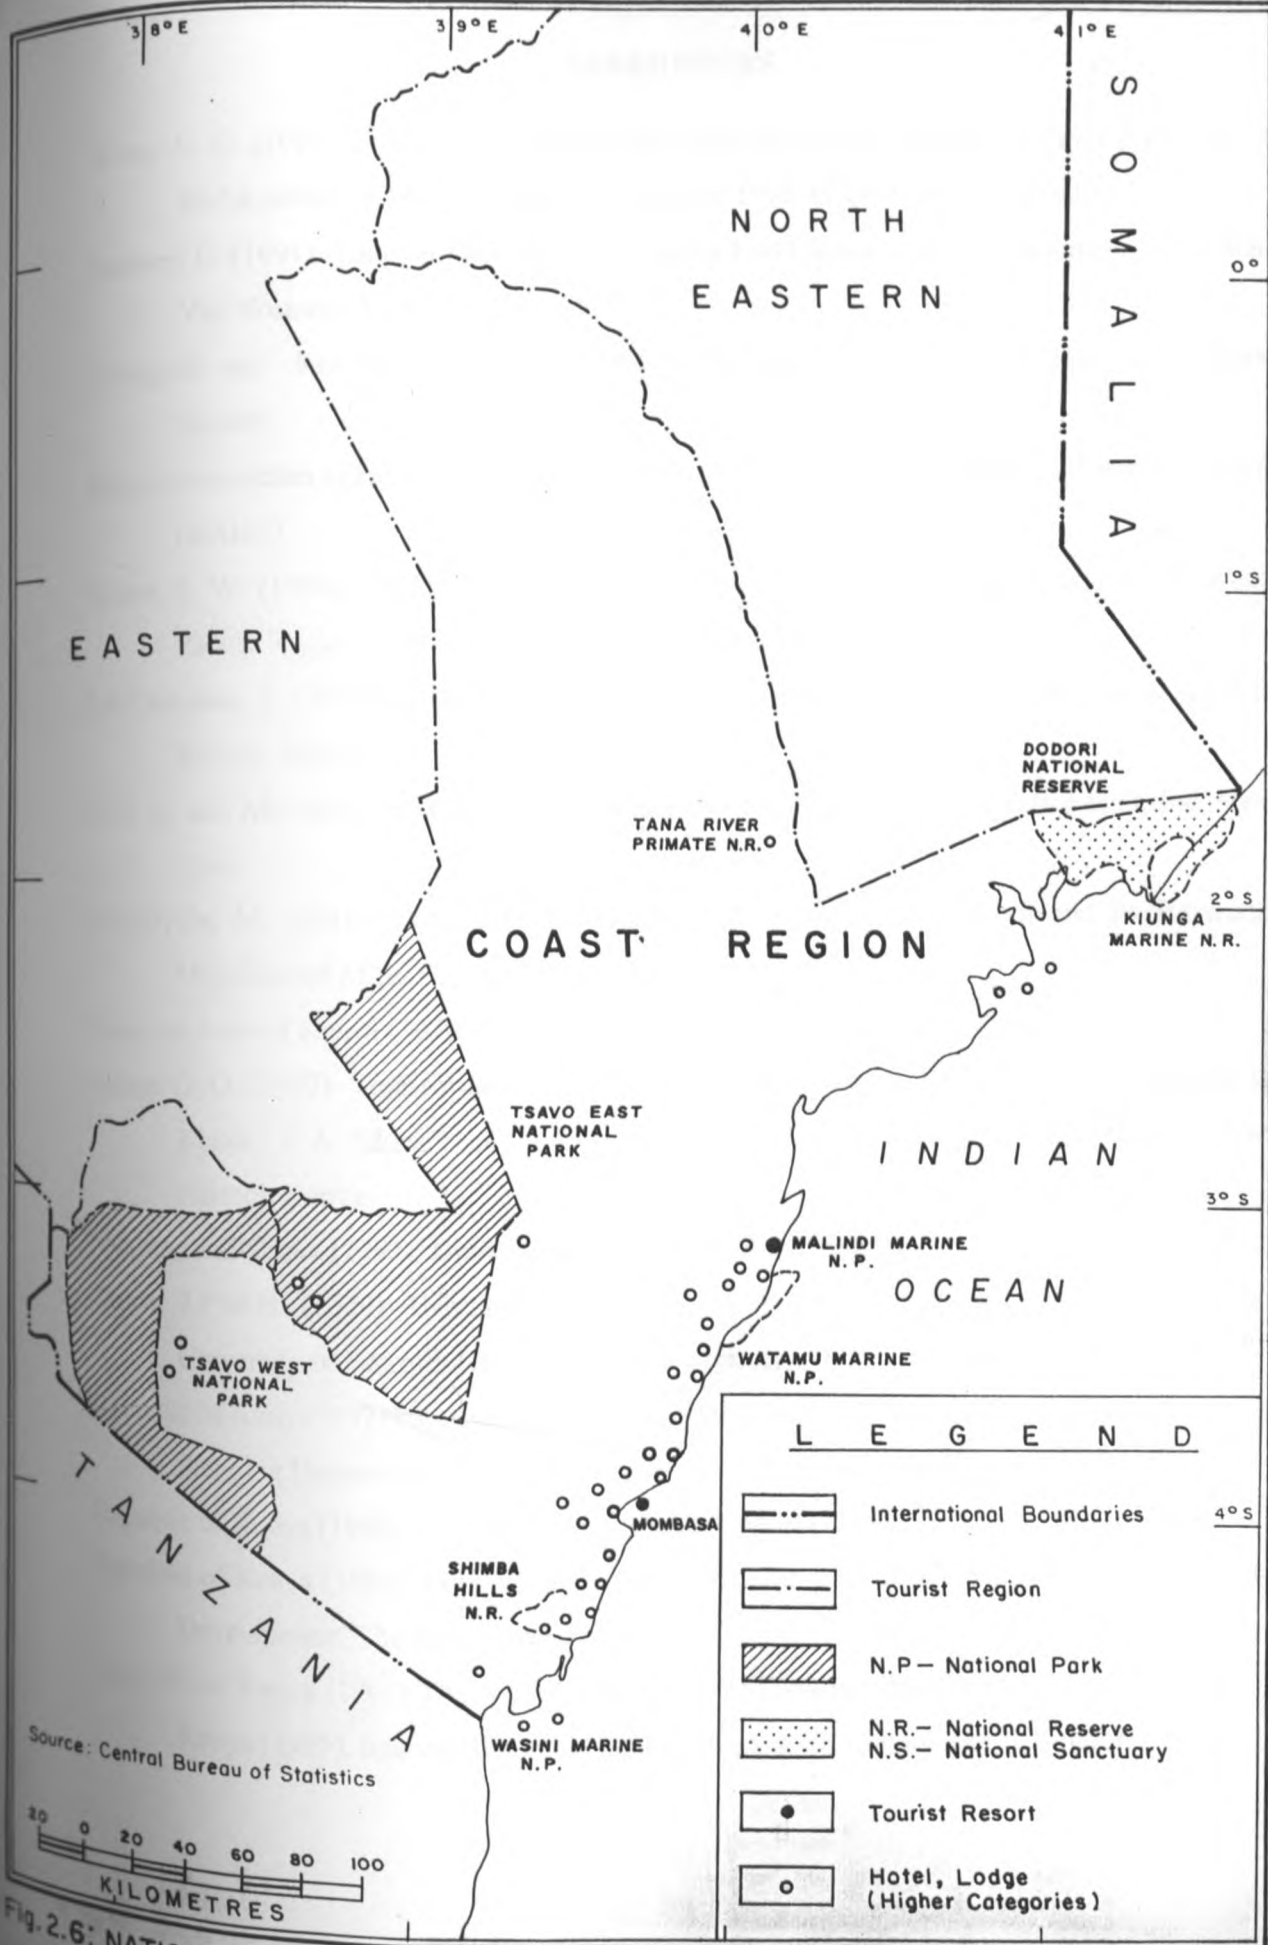 38°E
39°E
40°E
41°E
SOMALIA
NORTH
EASTERN
0°
1°S
EASTERN
DODORI
NATIONAL
RESERVE
TANA RIVER
PRIMATE N.R.
2°S
KIUNGA
MARINE N.R.
COAST REGION
TSAVO EAST
NATIONAL
PARK
INDIAN
OCEAN
3°S
MALINDI MARINE
N.P.
WATAMU MARINE
N.P.
TSAVO WEST
NATIONAL
PARK
MOMBASA
4°S
SHIMBA
HILLS
N.R.
TANZANIA
WASINI MARINE
N.P.
LEGEND
International Boundaries
Tourist Region
N.P – National Park
N.R.– National Reserve
N.S.– National Sanctuary
Tourist Resort
Hotel, Lodge
(Higher Categories)
Source: Central Bureau of Statistics
20 0 20 40 60 80 100
KILOMETRES
Fig.2.6: